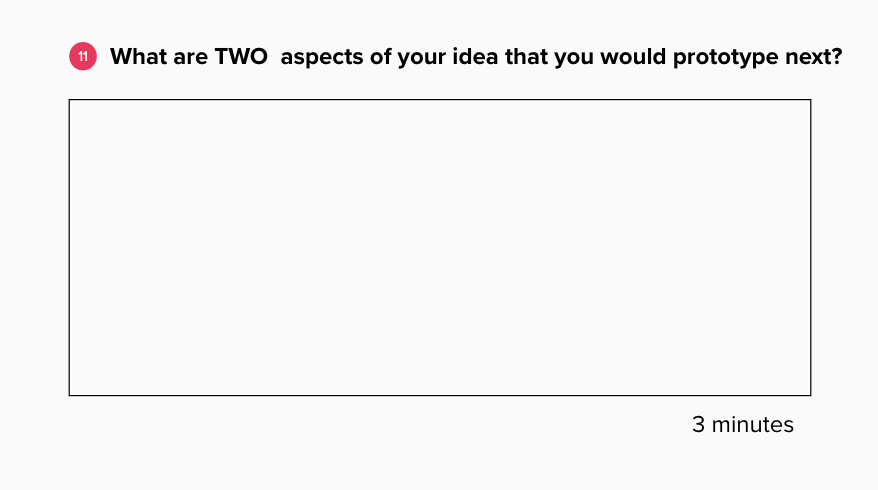 11 What are TWO  aspects of your idea that you would prototype next?
3 minutes